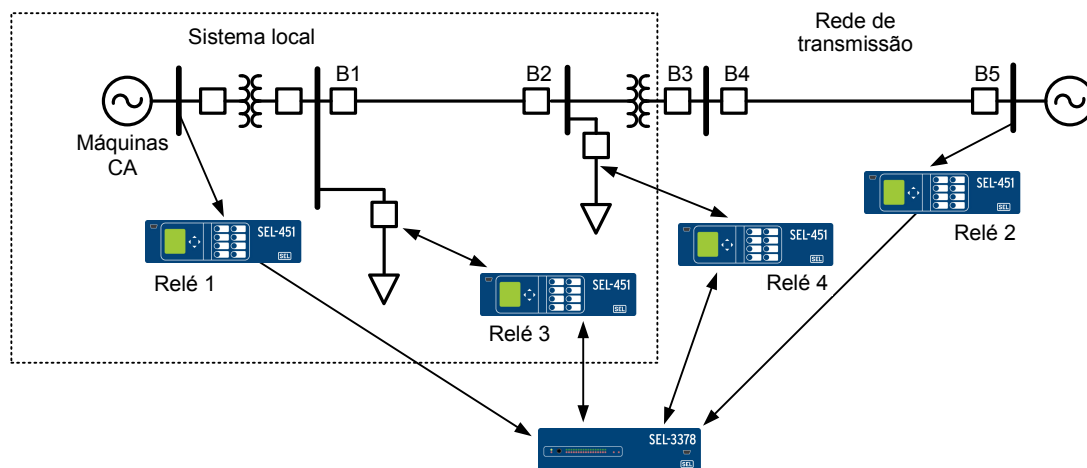 Sistema local
Rede de
transmissão
B1
B2
B3
B4
B5
Máquinas
CA
SEL-451
SEL
Relé 1
SEL-451
SEL
Relé 3
SEL-451
SEL
Relé 4
SEL-451
SEL
Relé 2
SEL-3378
SEL